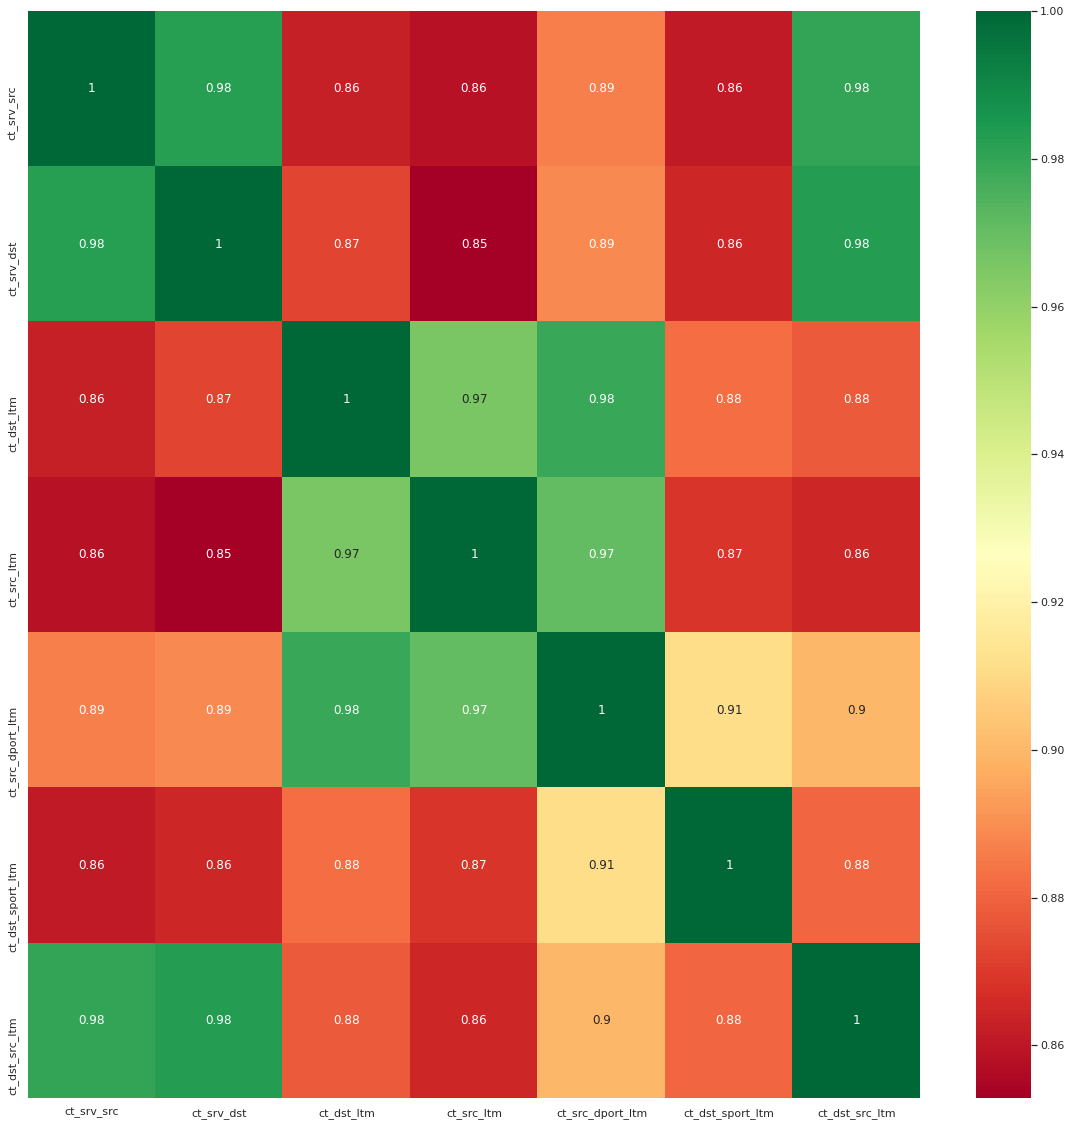 ct_srv_src 1 0.98 0.86 0.86 0.89 0.86 0.98
ct_srv_dst 0.98 1 0.87 0.85 0.89 0.86 0.98
ct_dst_ltm 0.86 0.87 1 0.97 0.98 0.88 0.88
ct_src_ltm 0.86 0.85 0.97 1 0.97 0.87 0.86
ct_src_dport_ltm 0.89 0.89 0.98 0.97 1 0.91 0.9
ct_dst_sport_ltm 0.86 0.86 0.88 0.87 0.91 1 0.88
ct_dst_src_ltm 0.98 0.98 0.88 0.86 0.9 0.88 1
ct_srv_src ct_srv_dst ct_dst_ltm ct_src_ltm ct_src_dport_ltm ct_dst_sport_ltm ct_dst_src_ltm
1.00
0.98
0.96
0.94
0.92
0.90
0.88
0.86